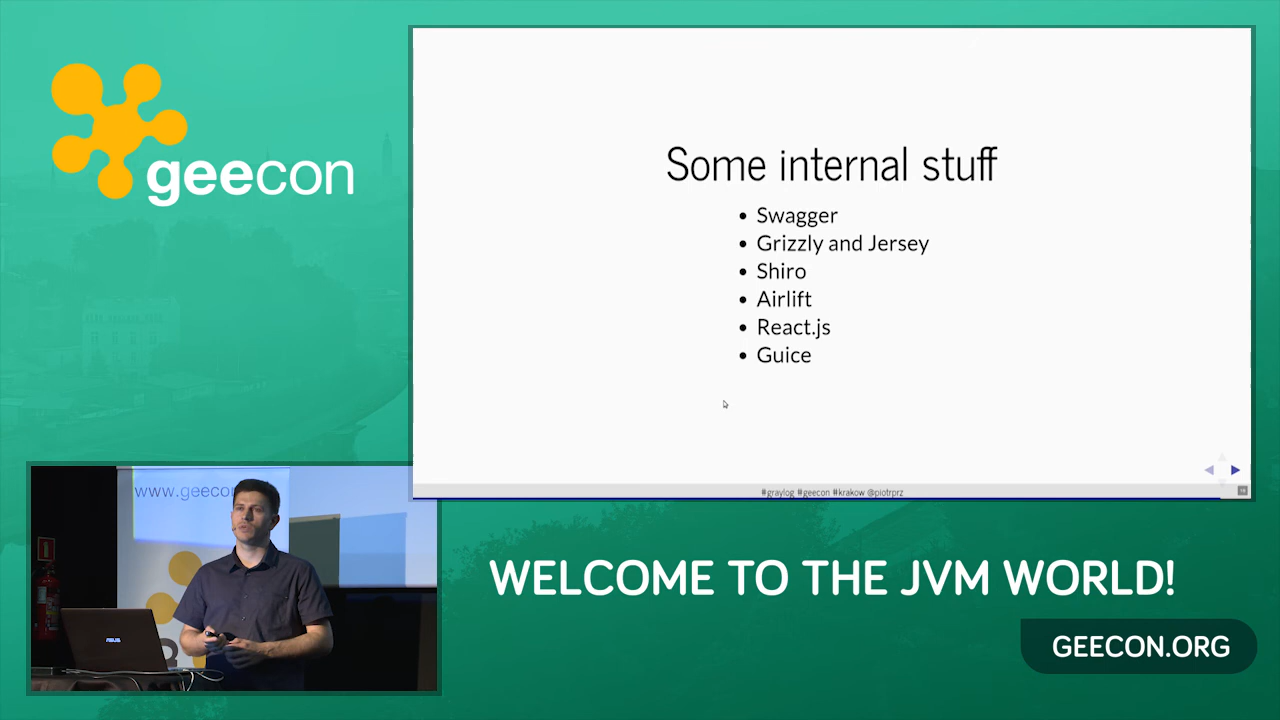 geecon
Some internal stuff
Swagger
Grizzly and Jersey
Shiro
Airlift
React.js
Guice
#graylog #geecon #krakow @piotrprz
www.geecon
ASUS
WELCOME TO THE JVM WORLD!
GEECON.ORG